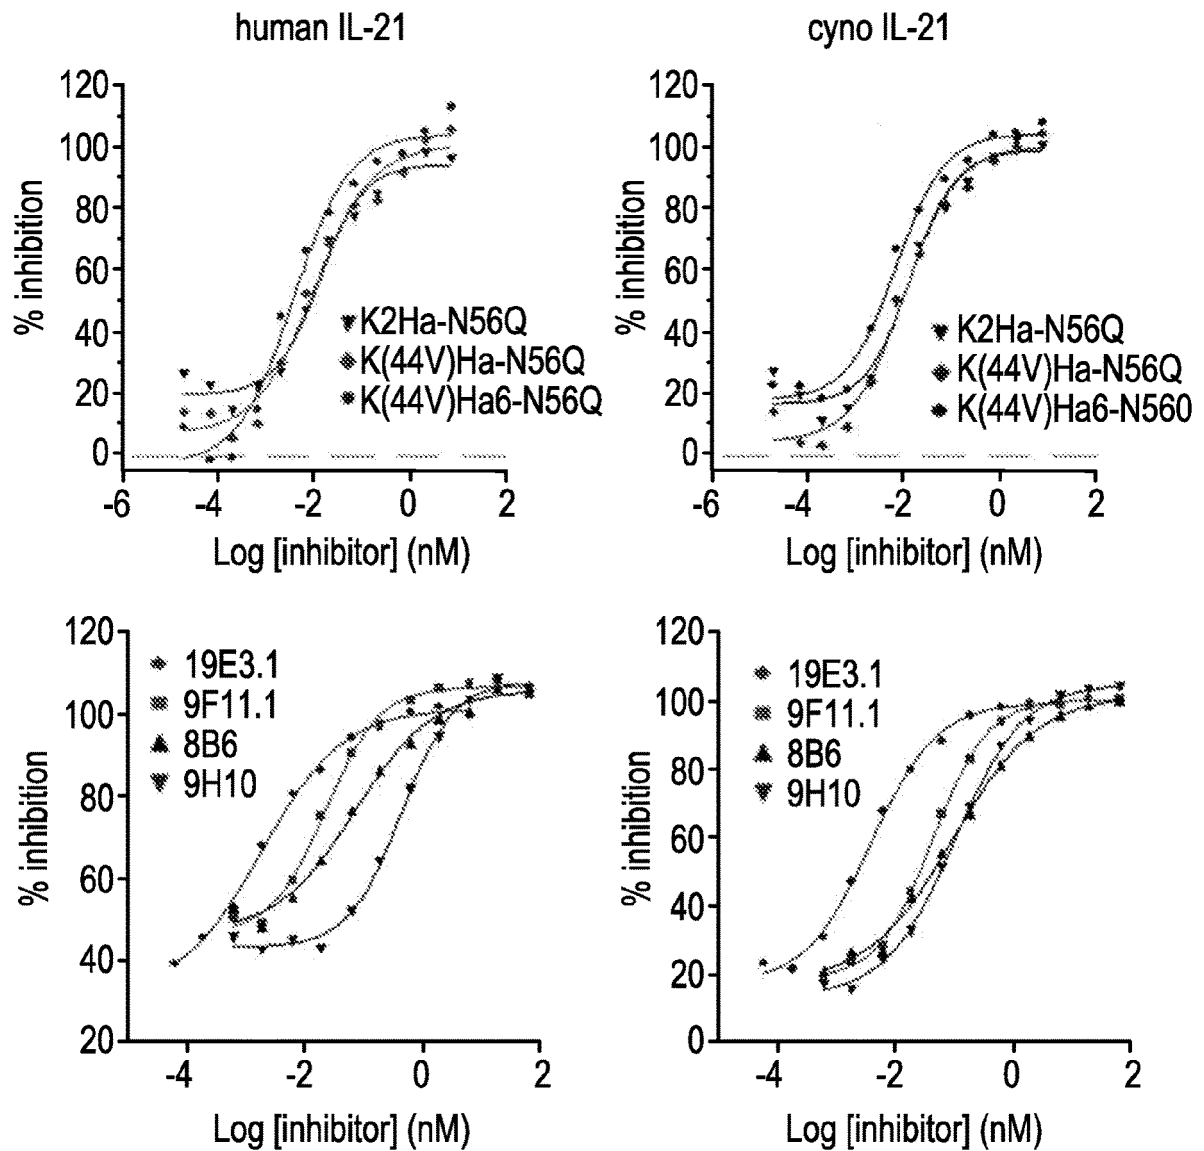 human IL-21
cyno IL-21
120
100
80
60
40
20
0
% inhibition
K2Ha-N56Q
K(44V)Ha-N56Q
K(44V)Ha6-N56Q
-6
-4
-2
0
2
Log [inhibitor] (nM)
120
100
80
60
40
20
0
% inhibition
K2Ha-N56Q
K(44V)Ha-N56Q
K(44V)Ha6-N560
-6
-4
-2
0
2
Log [inhibitor] (nM)
120
100
80
60
40
20
% inhibition
19E3.1
9F11.1
8B6
9H10
-4
-2
0
2
Log [inhibitor] (nM)
120
100
80
60
40
20
0
% inhibition
19E3.1
9F11.1
8B6
9H10
-4
-2
0
2
Log [inhibitor] (nM)